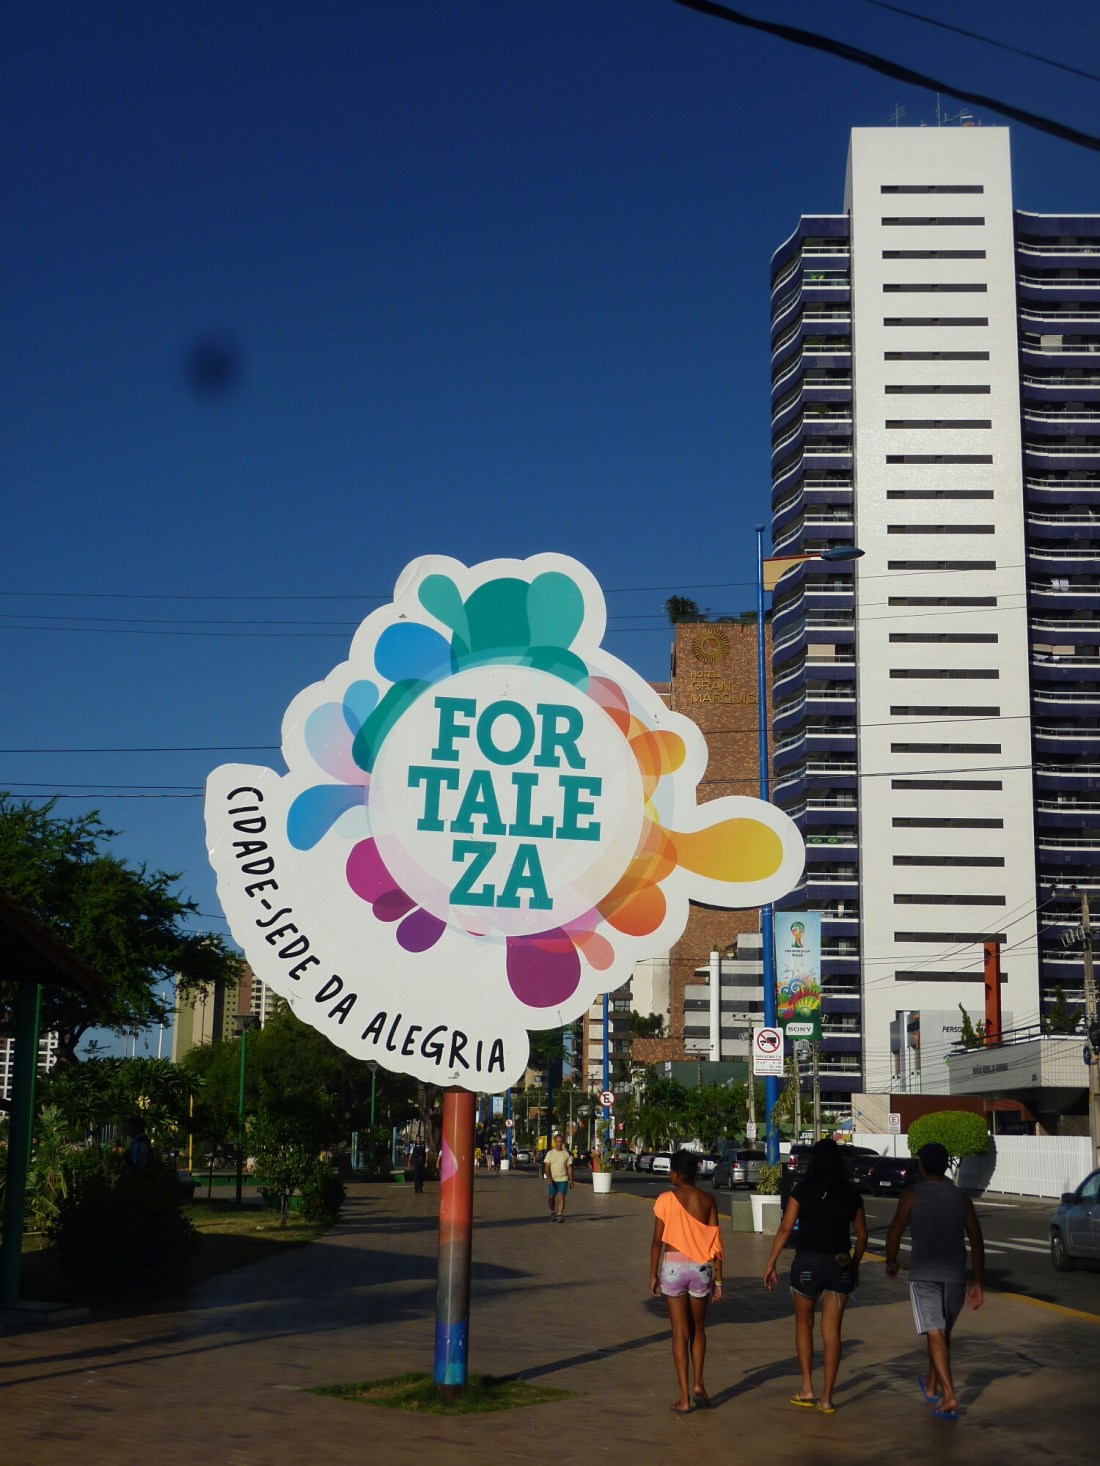 FOR
TALE
ZA
CIDADE-SEDE DA ALEGRIA
HOTEL
GRAN
MARQUISE
SONY